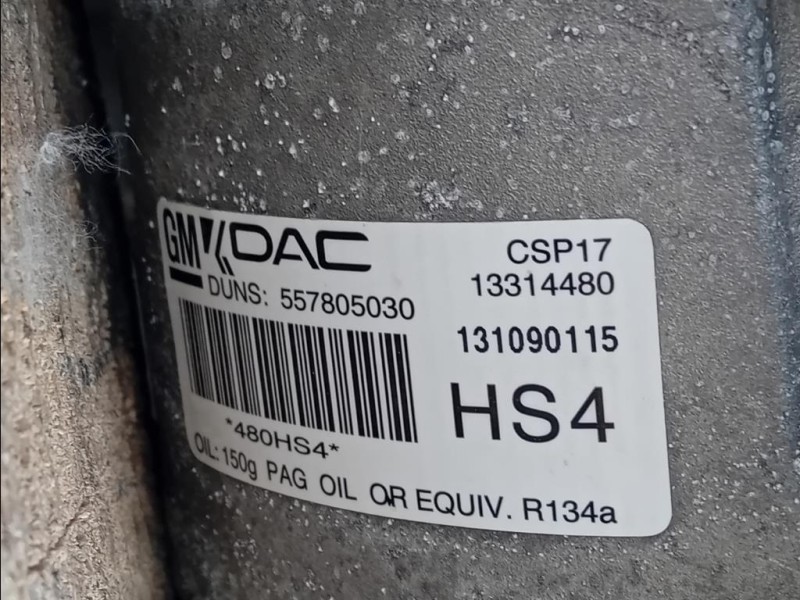 GM DAC
CSP17
DUNS: 557805030
13314480
131090115
HS4
*480HS4*
OIL: 150g PAG OIL OR EQUIV. R134a